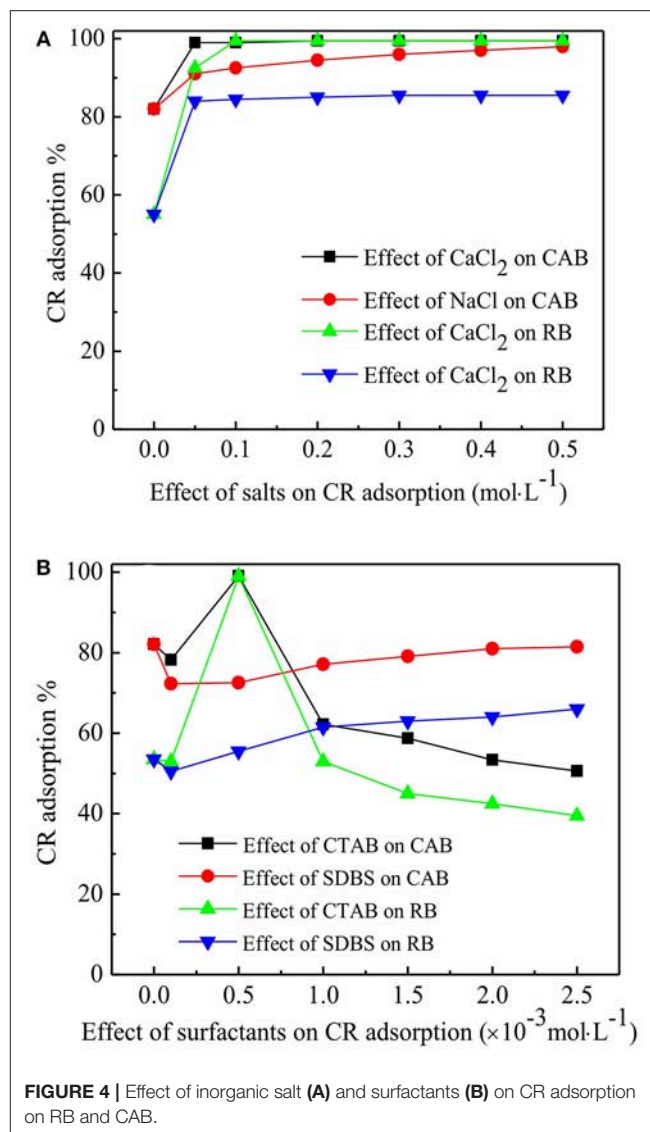 A
100
80
60
40
20
0
CR adsorption %
Effect of CaCl2 on CAB
Effect of NaCl on CAB
Effect of CaCl2 on RB
Effect of CaCl2 on RB
0.0 0.1 0.2 0.3 0.4 0.5
Effect of salts on CR adsorption (mol·L-1)
B
100
80
60
40
20
0
CR adsorption %
Effect of CTAB on CAB
Effect of SDBS on CAB
Effect of CTAB on RB
Effect of SDBS on RB
0.0 0.5 1.0 1.5 2.0 2.5
Effect of surfactants on CR adsorption (×10-3mol·L-1)
FIGURE 4 | Effect of inorganic salt (A) and surfactants (B) on CR adsorption
on RB and CAB.